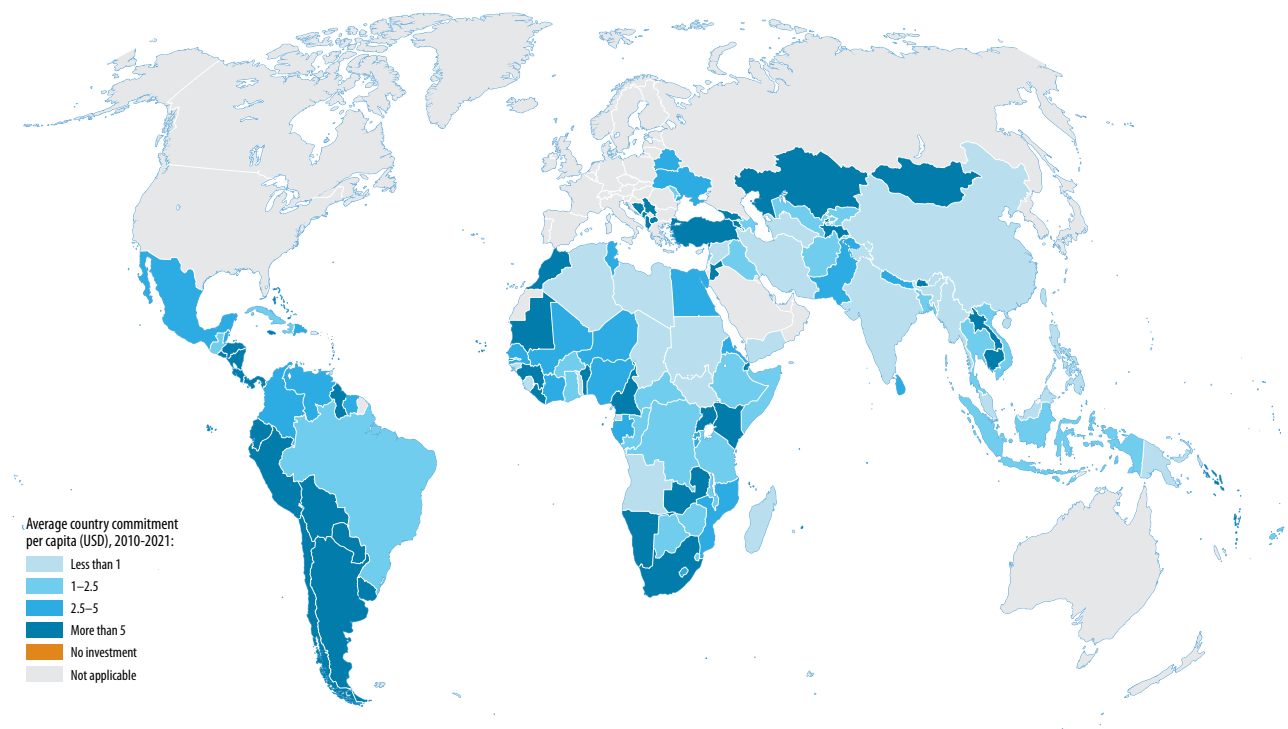 Average country commitment
per capita (USD), 2010-2021:
Less than 1
1–2.5
2.5–5
More than 5
No investment
Not applicable